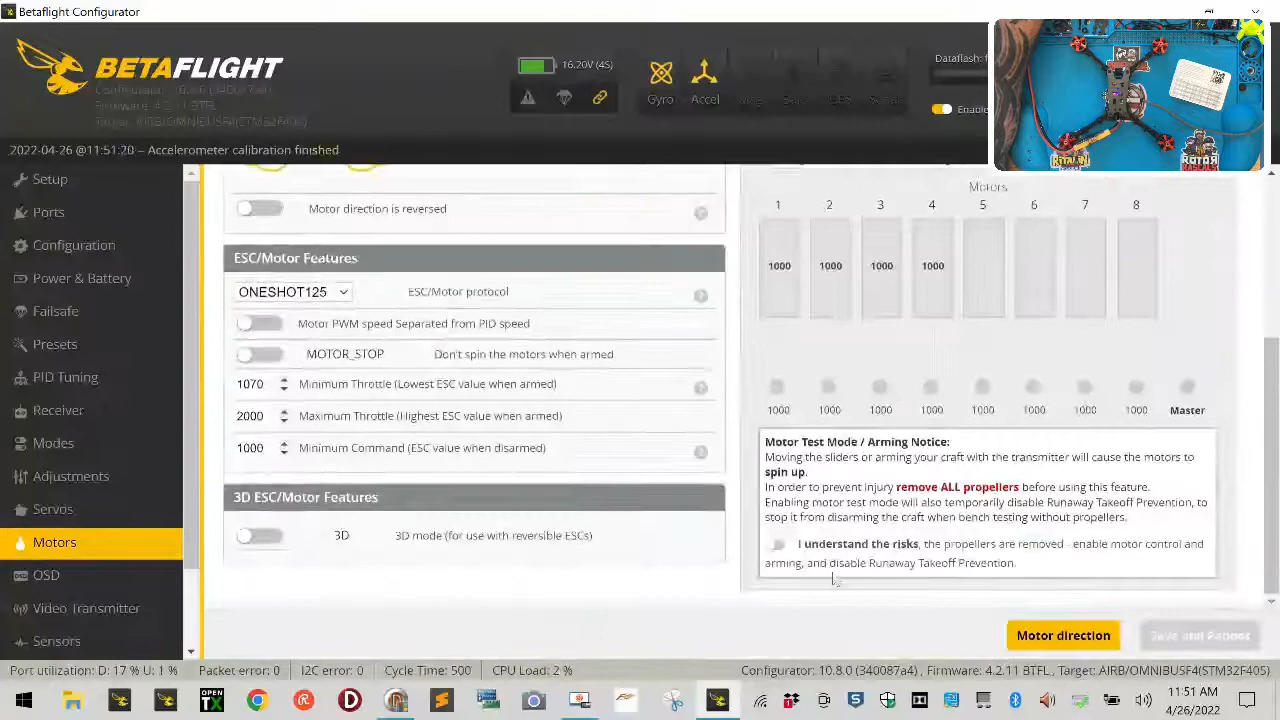 Betaflight Configurator
BETAFLIGHT
16.20V (4S)
Gyro
Accel
Dataflash: f
Enable
2022-04-26 @11:51:20 – Accelerometer calibration finished
Setup
Ports
Configuration
Power & Battery
Failsafe
Presets
PID Tuning
Receiver
Modes
Adjustments
Servos
Motors
OSD
Video Transmitter
Sensors
Motor direction is reversed
ESC/Motor Features
ONESHOT125 ESC/Motor protocol
Motor PWM speed Separated from PID speed
MOTOR_STOP Don't spin the motors when armed
1070 Minimum Throttle (Lowest ESC value when armed)
2000 Maximum Throttle (Highest ESC value when armed)
1000 Minimum Command (ESC value when disarmed)
3D ESC/Motor Features
3D 3D mode (for use with reversible ESCs)
Motors
1 2 3 4 5 6 7 8
1000 1000 1000 1000
1000 1000 1000 1000 1000 1000 1000 1000 Master
Motor Test Mode / Arming Notice:
Moving the sliders or arming your craft with the transmitter will cause the motors to
spin up.
In order to prevent injury remove ALL propellers before using this feature.
Enabling motor test mode will also temporarily disable Runaway Takeoff Prevention, to
stop it from disarming the craft when bench testing without propellers.
I understand the risks, the propellers are removed - enable motor control and
arming, and disable Runaway Takeoff Prevention.
Motor direction
Save and Reboot
Port utilization: D: 17 % U: 1 % Packet error: 0 I2C error: 0 Cycle Time: 500 CPU Load: 2 % Configurator: 10.8.0 (340087a4), Firmware: 4.2.11 BTFL, Target: AIRB/OMNIBUSF4(STM32F405)
OPEN
TX
11:51 AM
4/26/2022
RITALIN
ROTOR
RASCALS